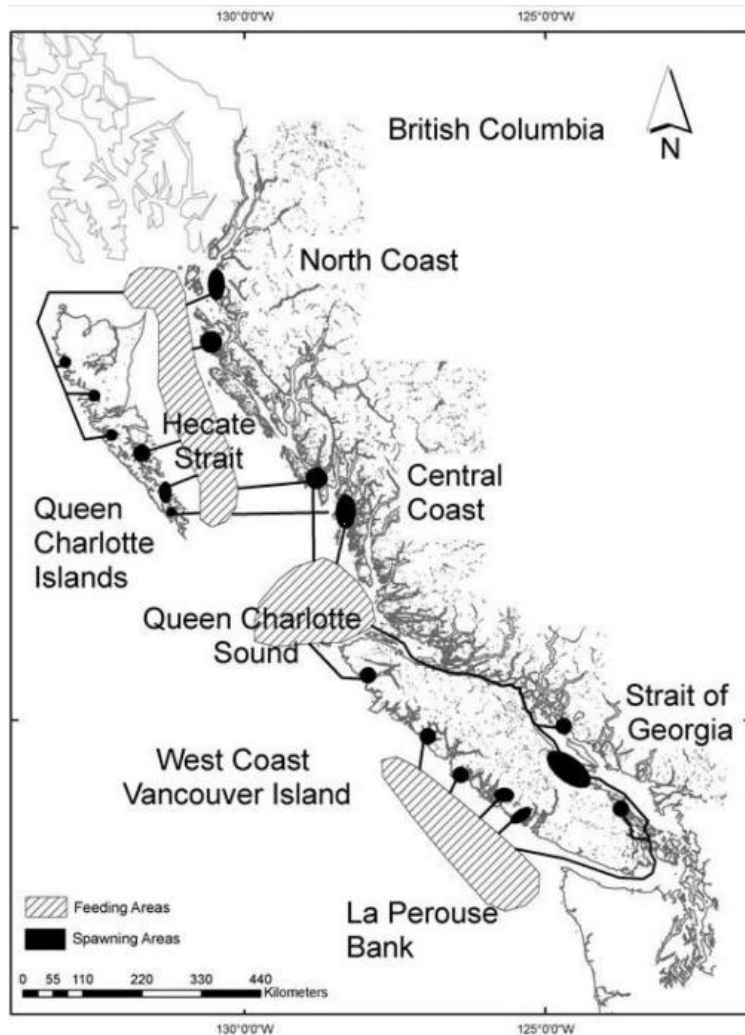 130°0'0"W
125°0'0"W
British Columbia
N
North Coast
Hecate
Strait
Central
Coast
Queen
Charlotte
Islands
Queen Charlotte
Sound
Strait of
Georgia
West Coast
Vancouver Island
La Perouse
Bank
Feeding Areas
Spawning Areas
0 55 110 220 330 440
Kilometers
130°0'0"W
125°0'0"W